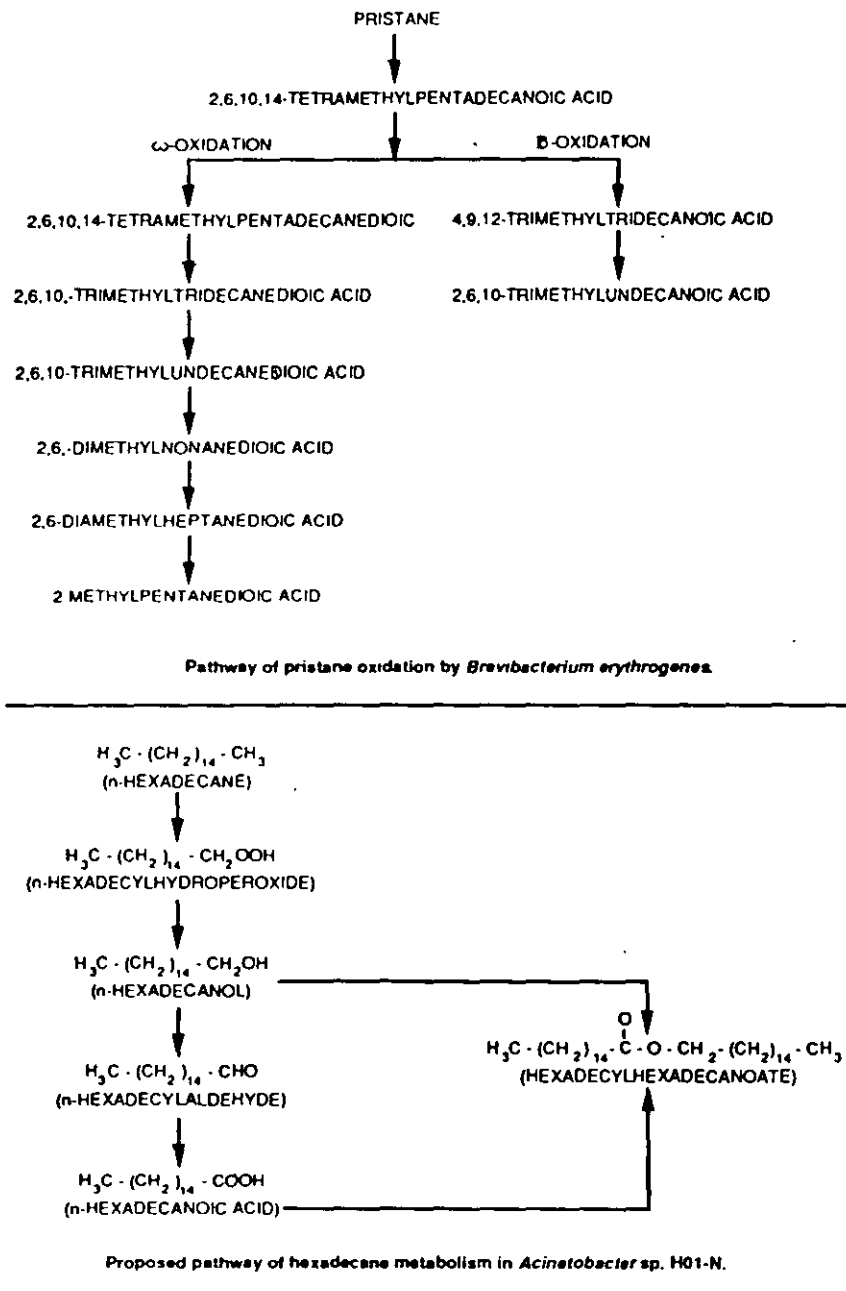 PRISTANE
2,6,10,14-TETRAMETHYLPENTADECANOIC ACID
ω-OXIDATION
B-OXIDATION
2,6,10,14-TETRAMETHYLPENTADECANEDIOIC
4,9,12-TRIMETHYLTRIDECANOIC ACID
2,6,10,-TRIMETHYLTRIDECANEDIOIC ACID
2,6,10-TRIMETHYLUNDECANOIC ACID
2,6,10-TRIMETHYLUNDECANEDIOIC ACID
2,6,-DIMETHYLNONANEDIOIC ACID
2,6-DIAMETHYLHEPTANEDIOIC ACID
2 METHYLPENTANEDIOIC ACID
Pathway of pristane oxidation by Brevibacterium erythrogenes.
H₃C - (CH₂)₁₄ - CH₃
(n-HEXADECANE)
H₃C - (CH₂)₁₄ - CH₂OOH
(n-HEXADECYLHYDROPEROXIDE)
H₃C - (CH₂)₁₄ - CH₂OH
(n-HEXADECANOL)
O
H₃C - (CH₂)₁₄ - C - O - CH₂ - (CH₂)₁₄ - CH₃
(HEXADECYLHEXADECANOATE)
H₃C - (CH₂)₁₄ - CHO
(n-HEXADECYLALDEHYDE)
H₃C - (CH₂)₁₄ - COOH
(n-HEXADECANOIC ACID)
Proposed pathway of hexadecane metabolism in Acinetobacter sp. H01-N.